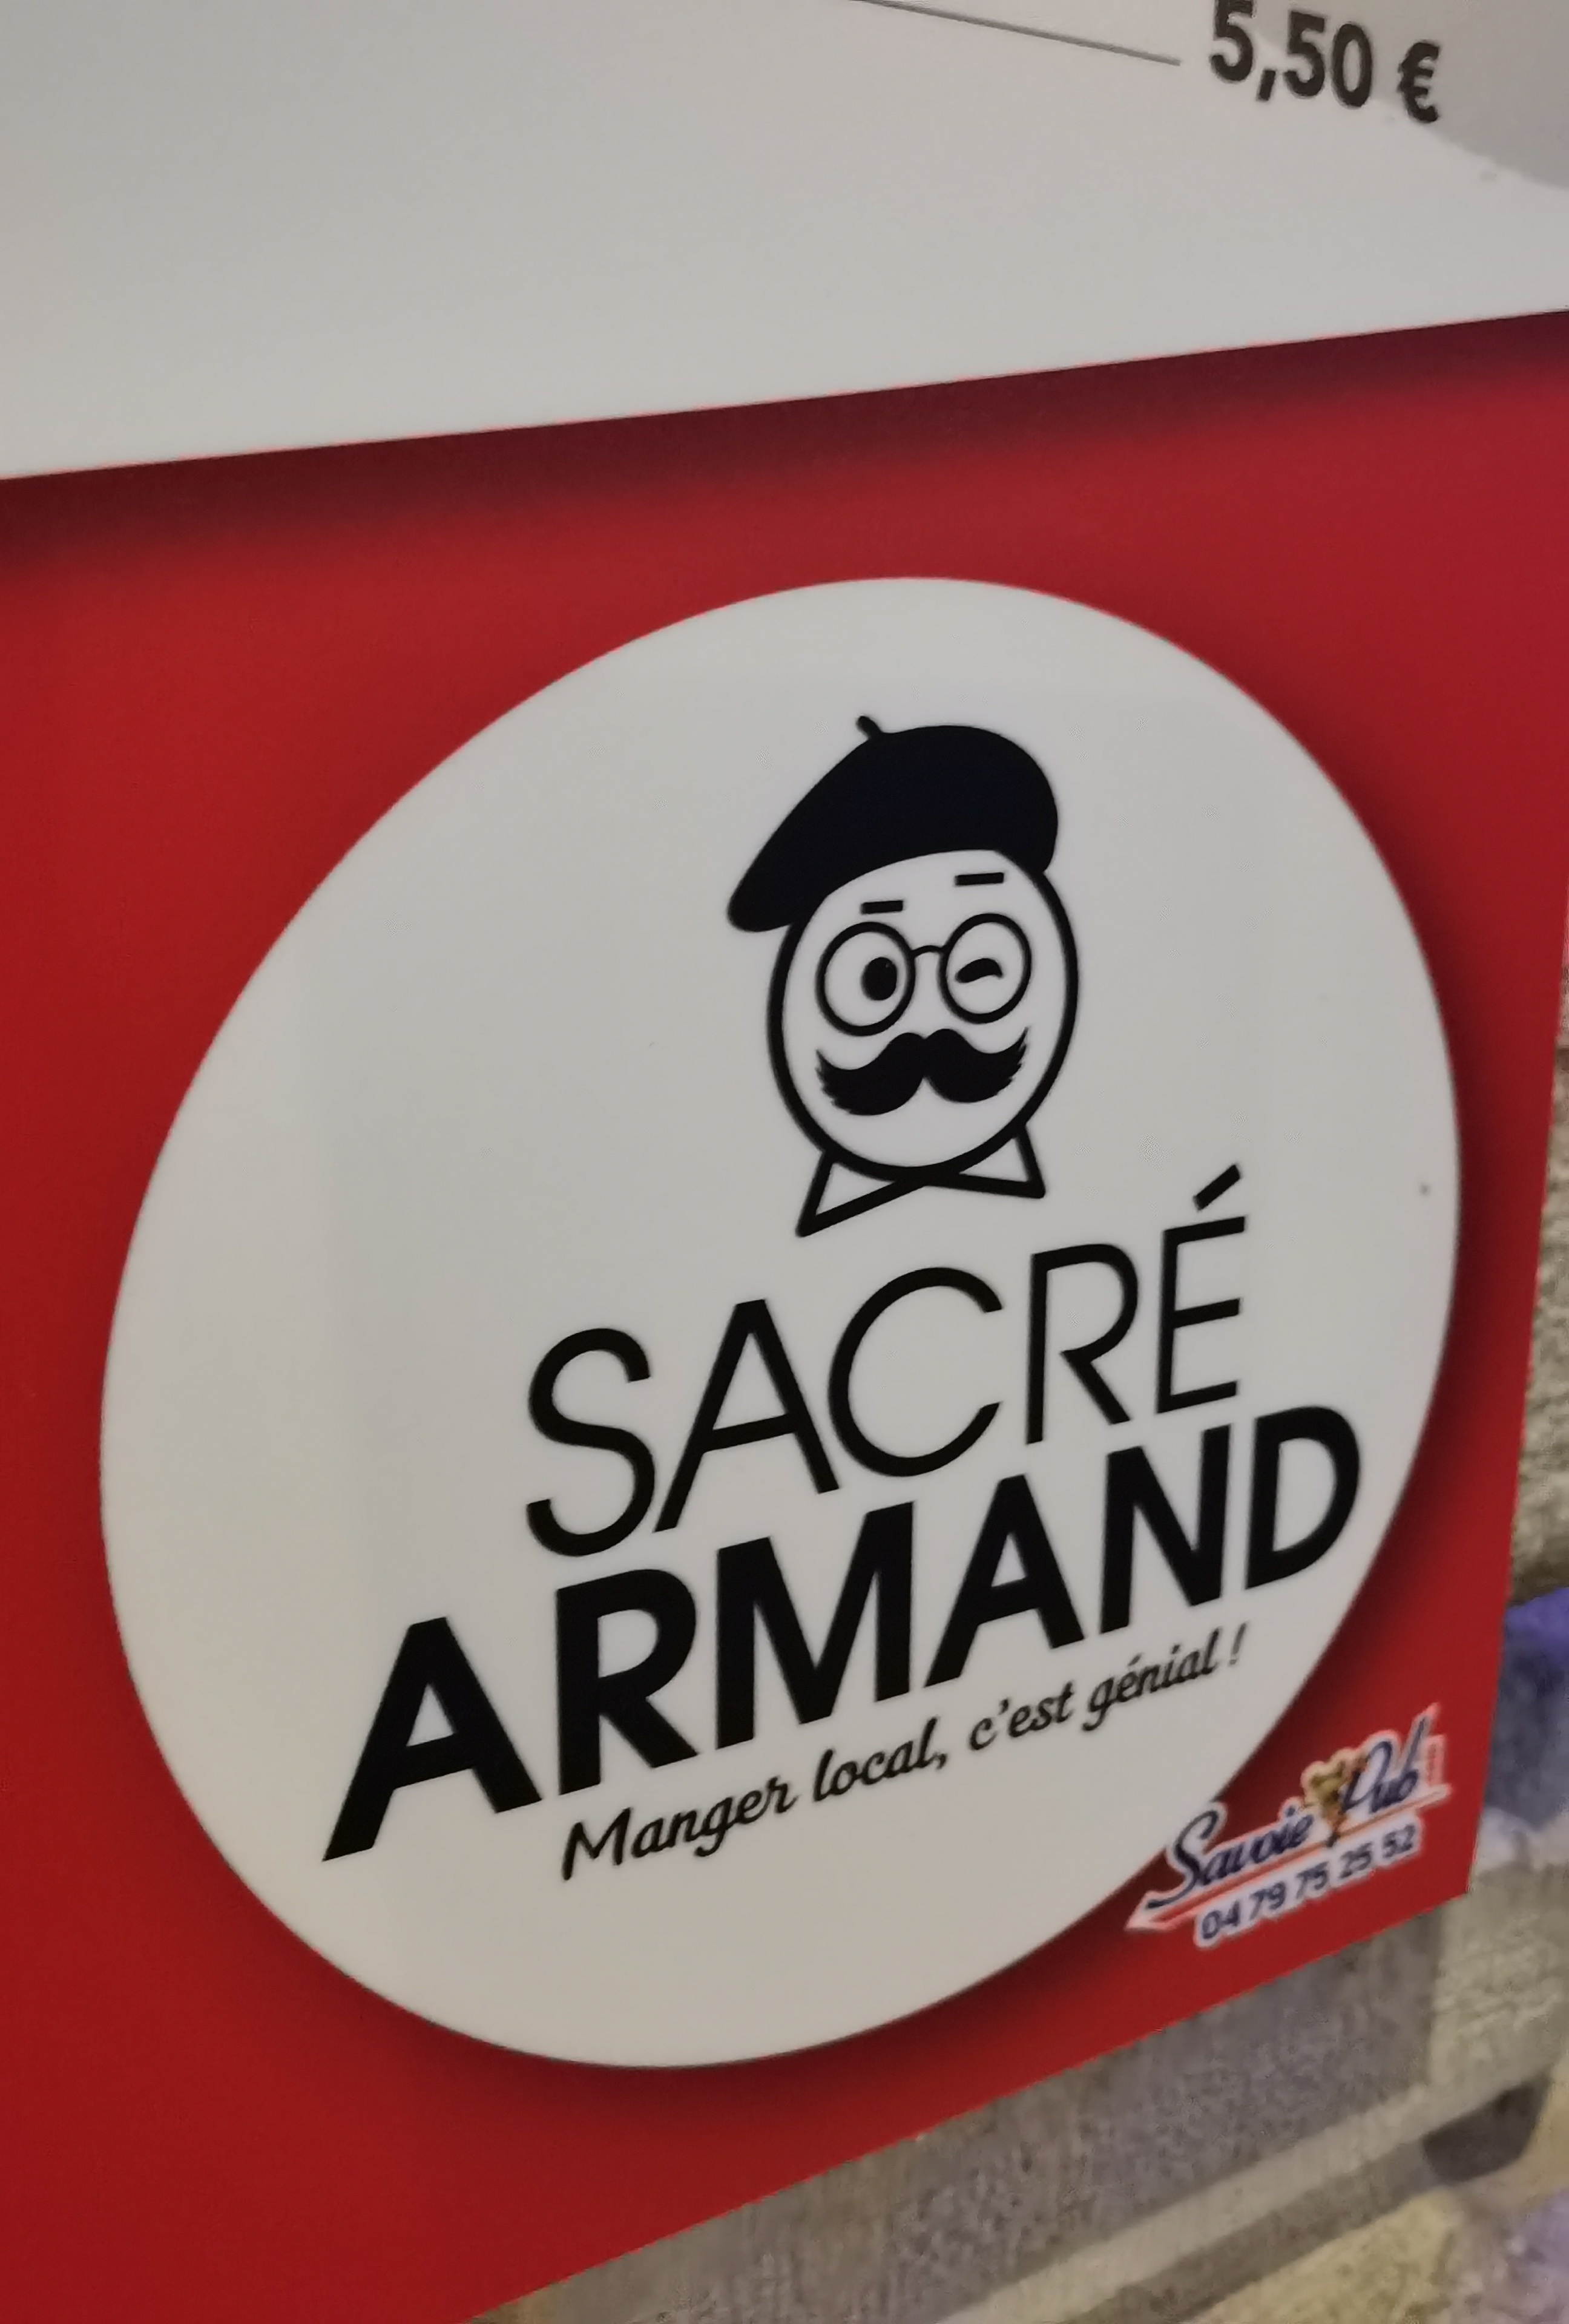 5,50 €
SACRÉ
ARMAND
Manger local, c'est génial !
Savoie Pub
04 79 75 25 52